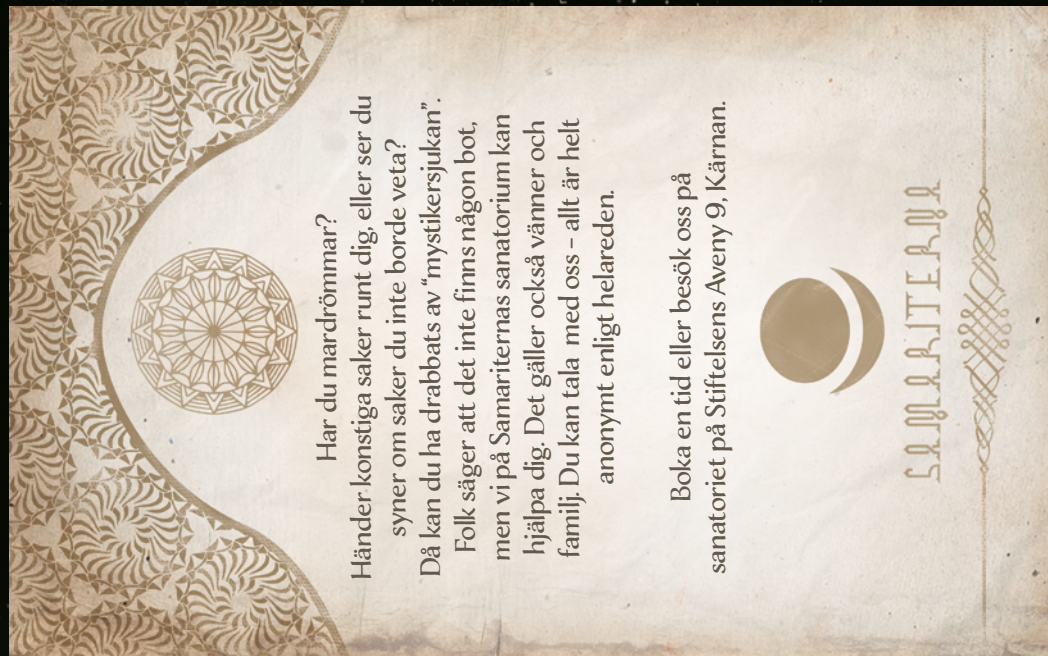 Har du mardrömmar?
Händer konstiga saker runt dig, eller ser du
syner om saker du inte borde veta?
Då kan du ha drabbats av “mystikersjukan”.
Folk säger att det inte finns någon bot,
men vi på Samariternas sanatorium kan
hjälpa dig. Det gäller också vänner och
familj. Du kan tala med oss – allt är helt
anonymt enligt helareden.
Boka en tid eller besök oss på
sanatoriet på Stiftelsens Aveny 9, Kärnan.
SAMARITERNA